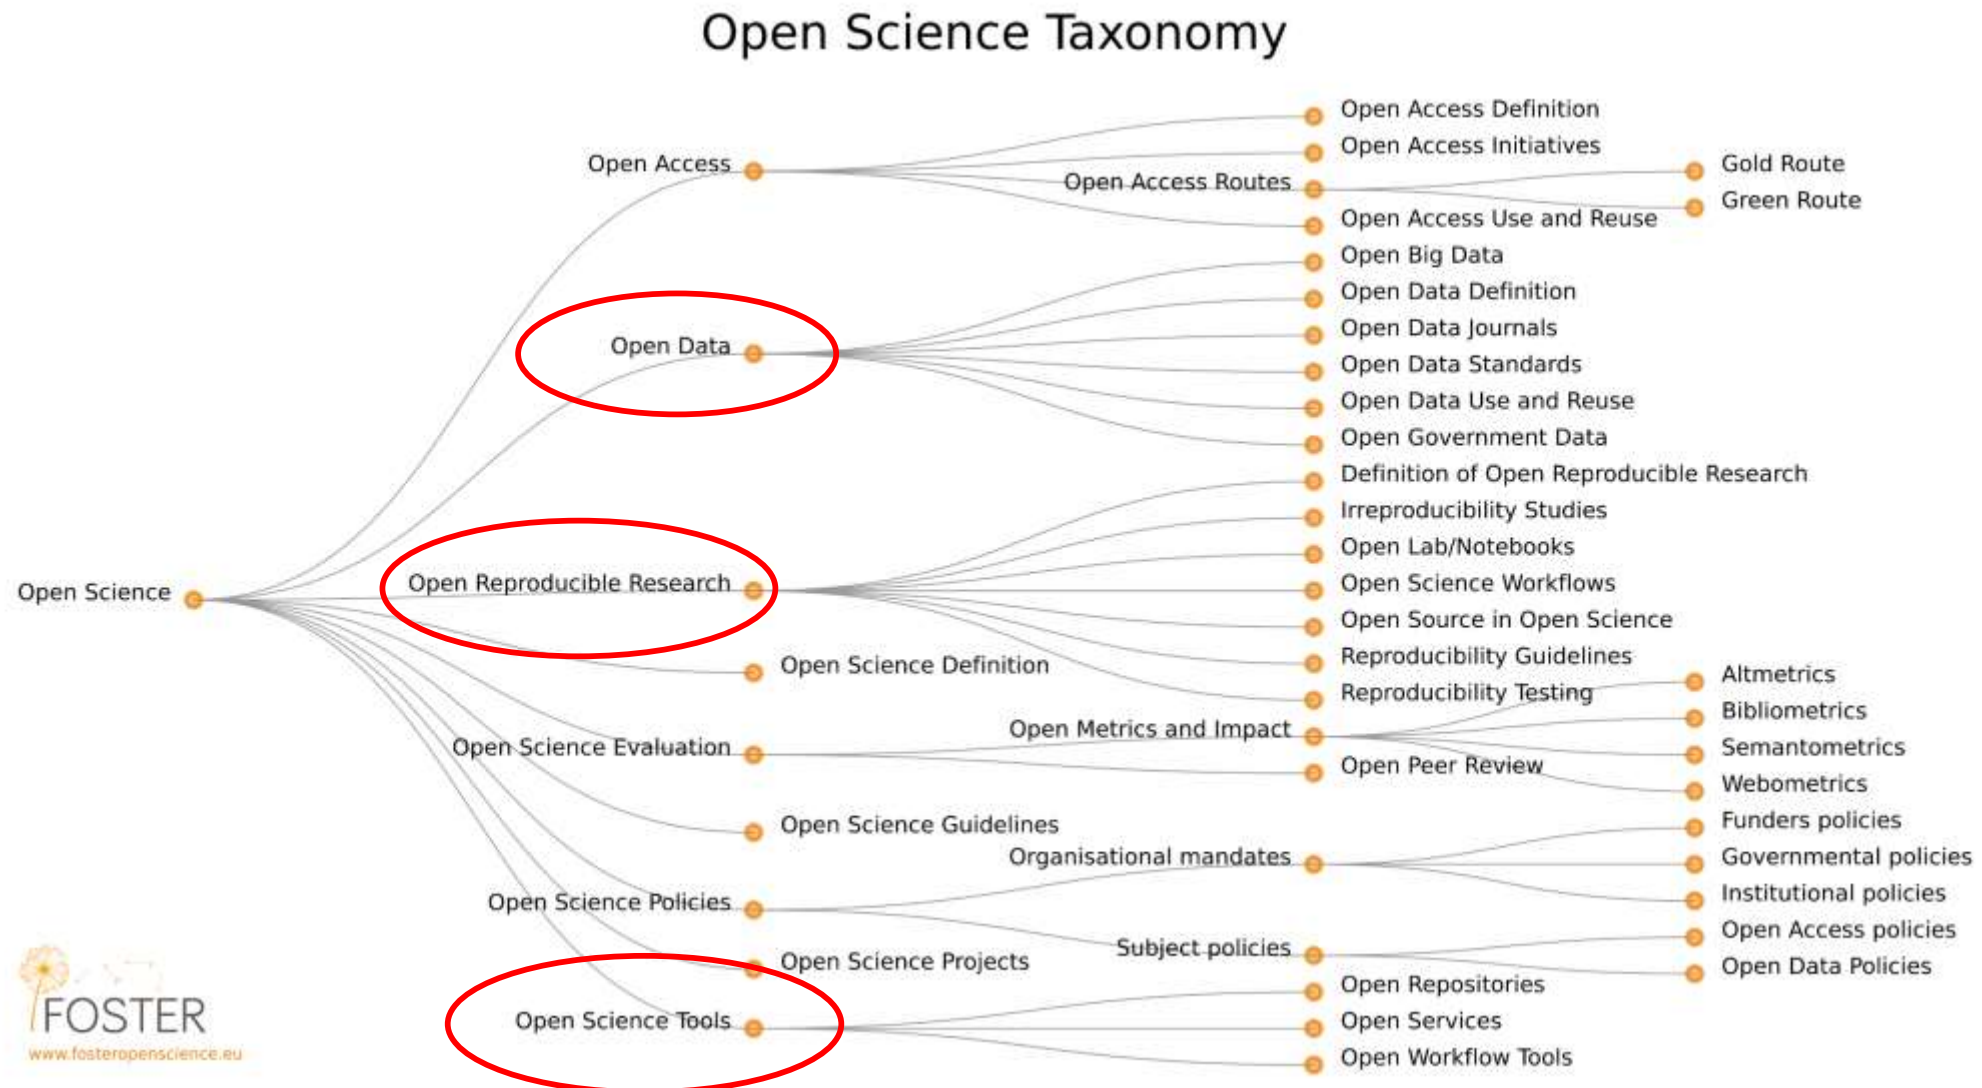 Open Science Taxonomy
Open Science
Open Access
Open Access Definition
Open Access Initiatives
Open Access Routes
Gold Route
Green Route
Open Access Use and Reuse
Open Data
Open Big Data
Open Data Definition
Open Data Journals
Open Data Standards
Open Data Use and Reuse
Open Government Data
Open Reproducible Research
Definition of Open Reproducible Research
Irreproducibility Studies
Open Lab/Notebooks
Open Science Workflows
Open Source in Open Science
Reproducibility Guidelines
Reproducibility Testing
Open Science Definition
Open Science Evaluation
Open Metrics and Impact
Altmetrics
Bibliometrics
Semantometrics
Webometrics
Open Peer Review
Open Science Guidelines
Open Science Policies
Organisational mandates
Funders policies
Governmental policies
Institutional policies
Subject policies
Open Access policies
Open Data Policies
Open Science Projects
Open Science Tools
Open Repositories
Open Services
Open Workflow Tools
FOSTER
www.fosteropenscience.eu